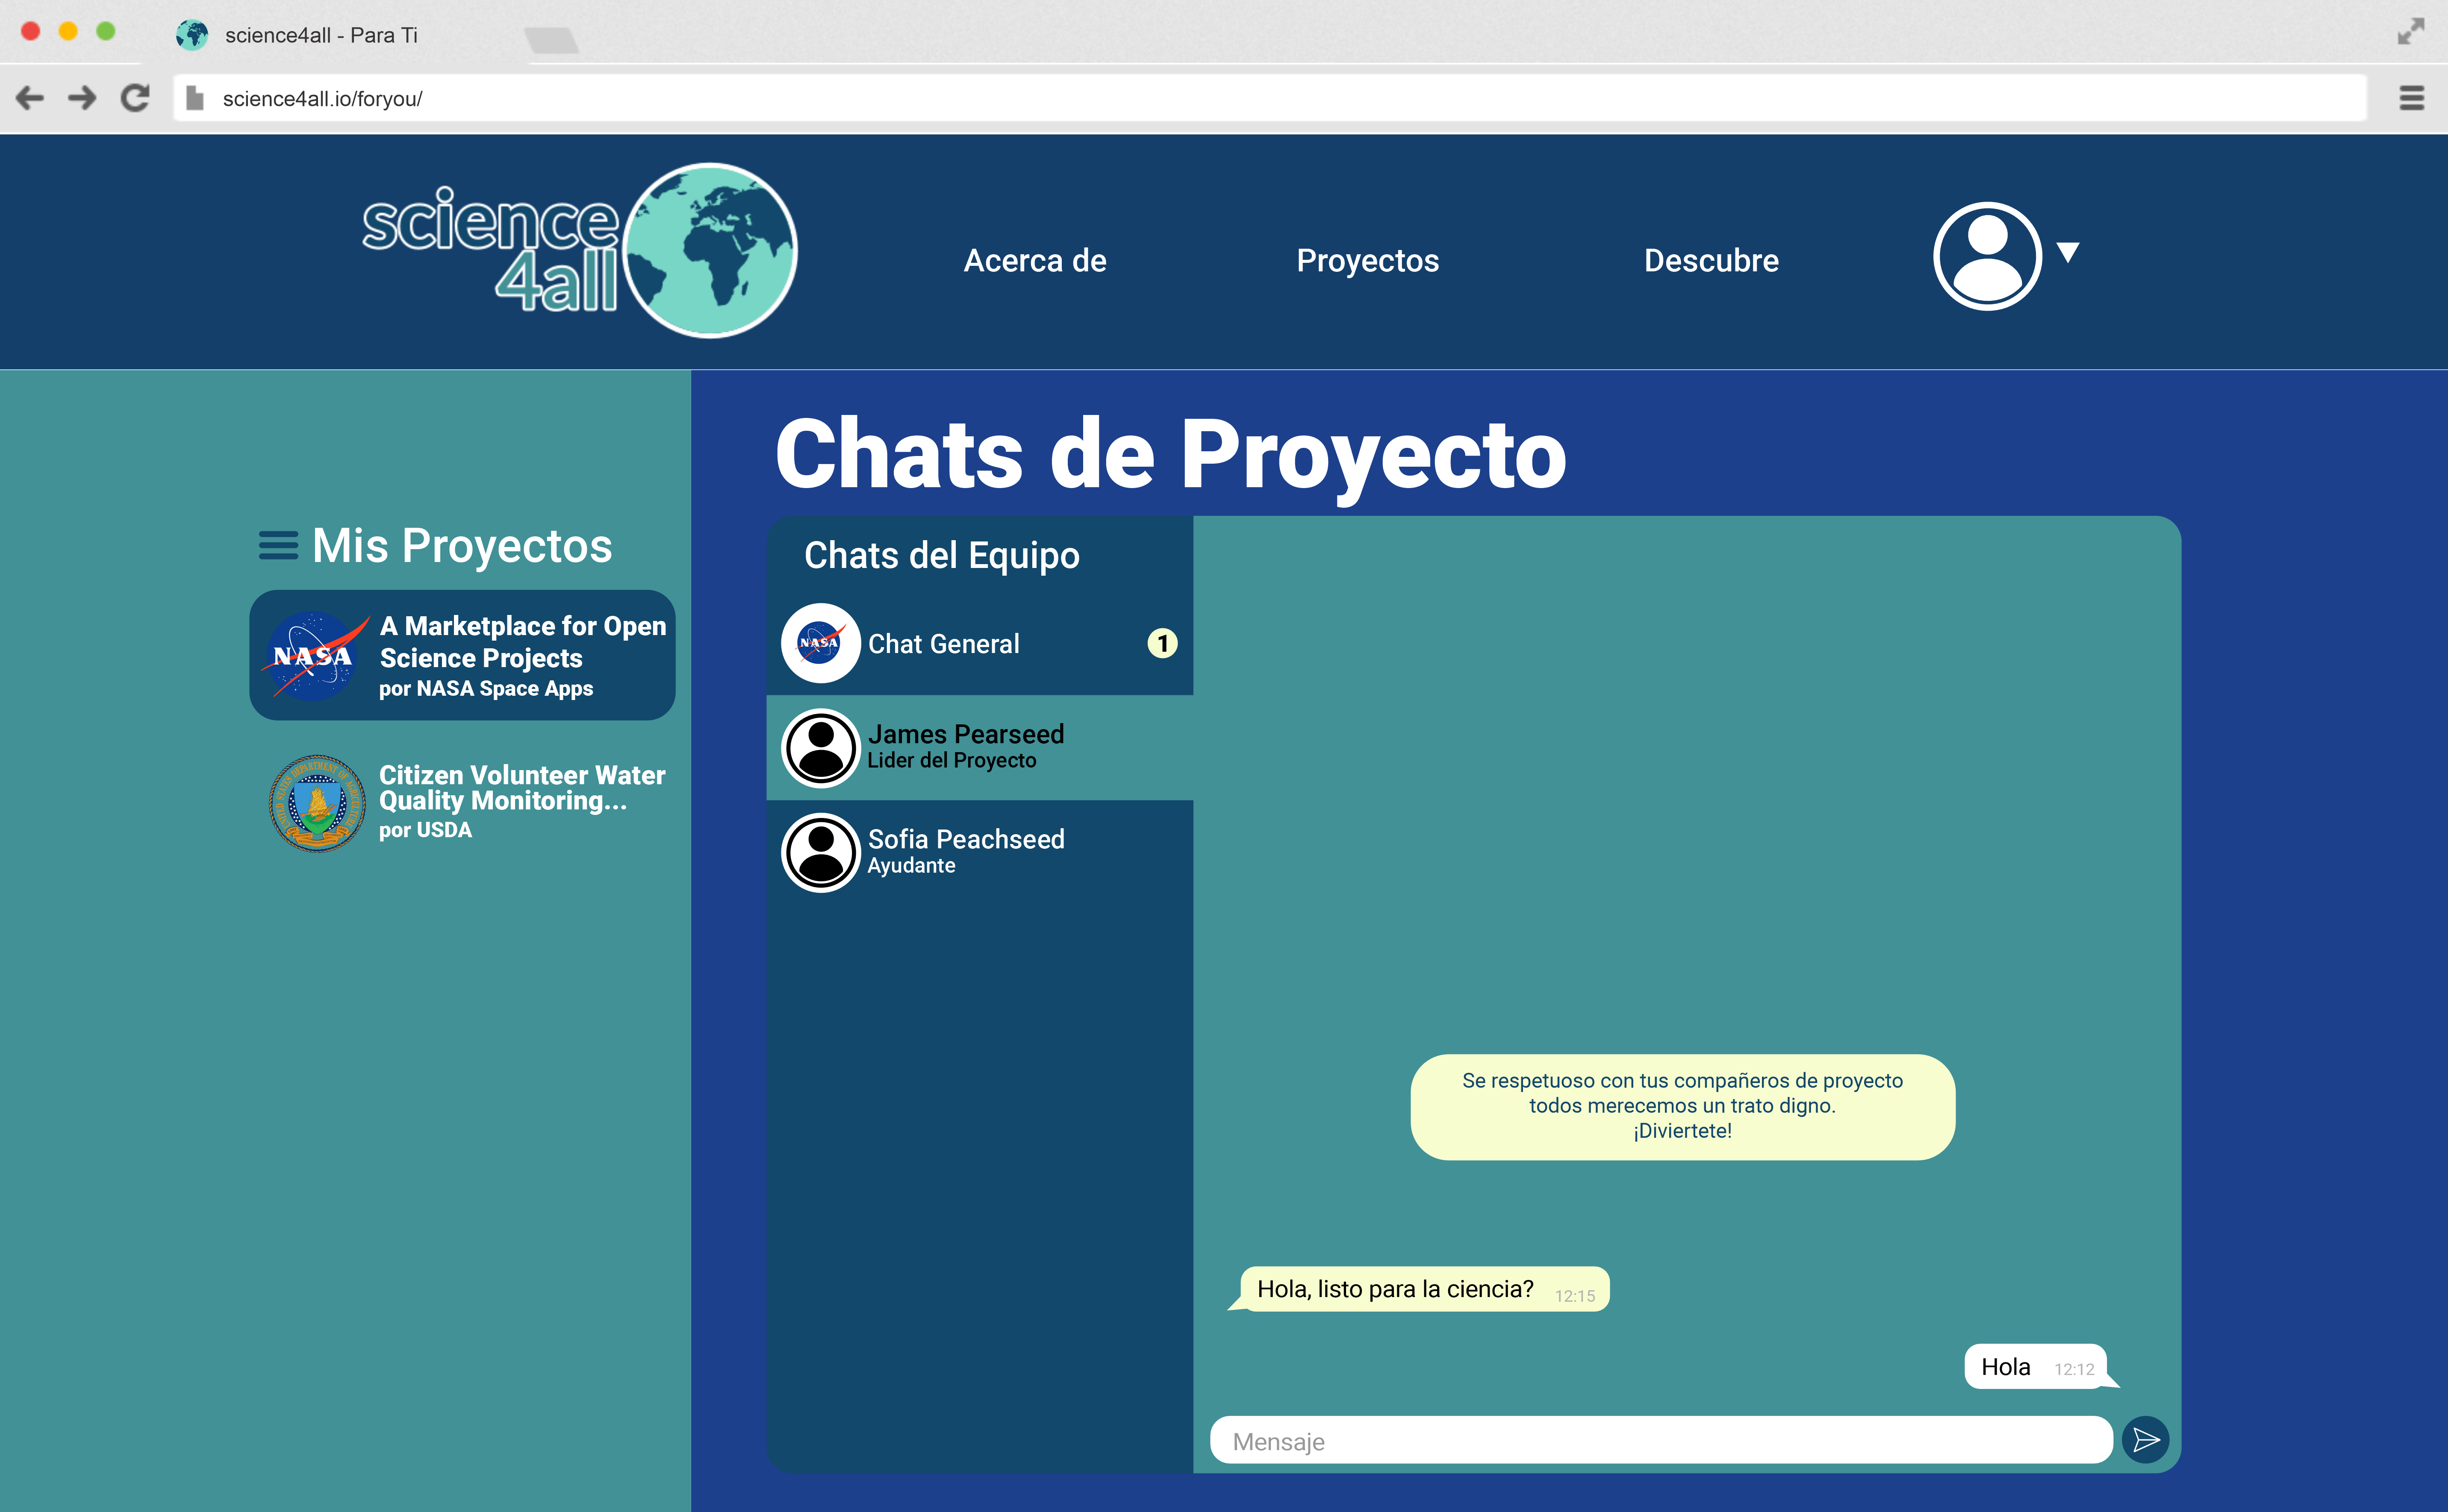 science4all - Para Ti
science4all.io/foryou/
science
4all
Acerca de
Proyectos
Descubre
Mis Proyectos
NASA
A Marketplace for Open
Science Projects
por NASA Space Apps
Citizen Volunteer Water
Quality Monitoring...
por USDA
Chats de Proyecto
Chats del Equipo
NASA
Chat General
1
James Pearseed
Lider del Proyecto
Sofia Peachseed
Ayudante
Se respetuoso con tus compañeros de proyecto
todos merecemos un trato digno.
¡Diviertete!
Hola, listo para la ciencia? 12:15
Hola 12:12
Mensaje